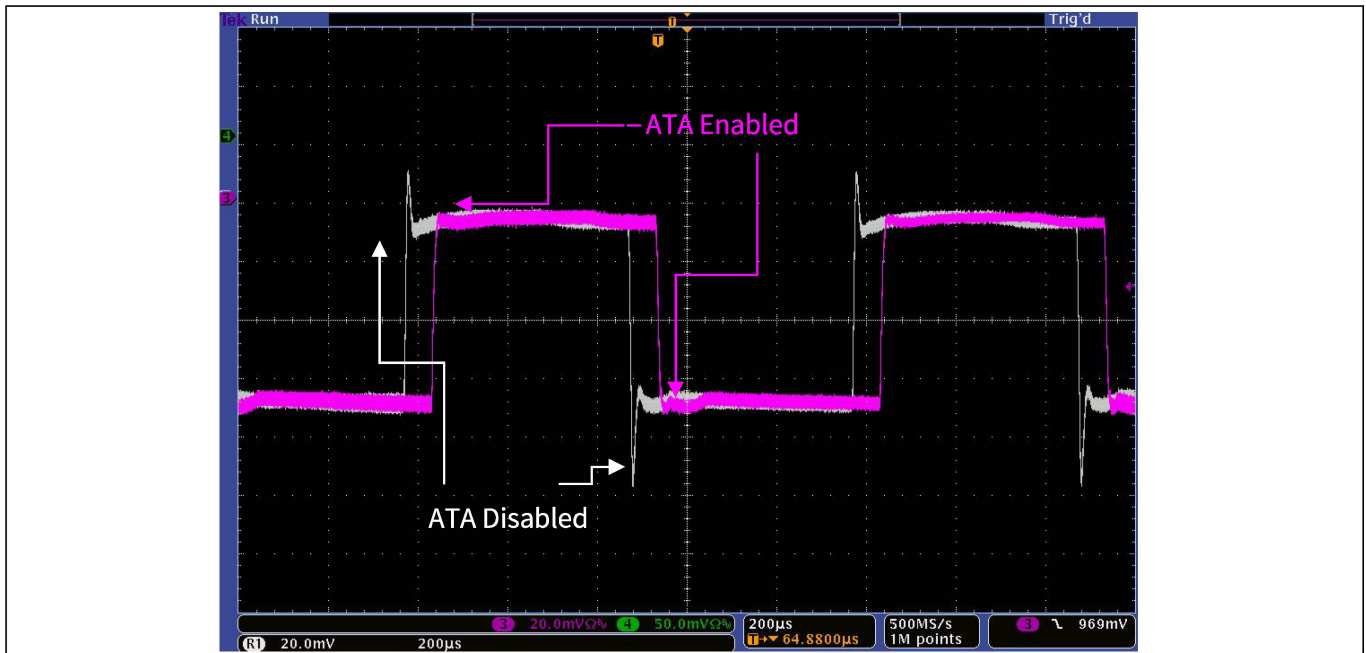 Tek Run Trig'd
T
T
ATA Enabled
4
3
ATA Disabled
3 20.0mVΩ 4 50.0mVΩ 200µs 500MS/s 3 969mV
T 64.8800µs 1M points
R1 20.0mV 200µs